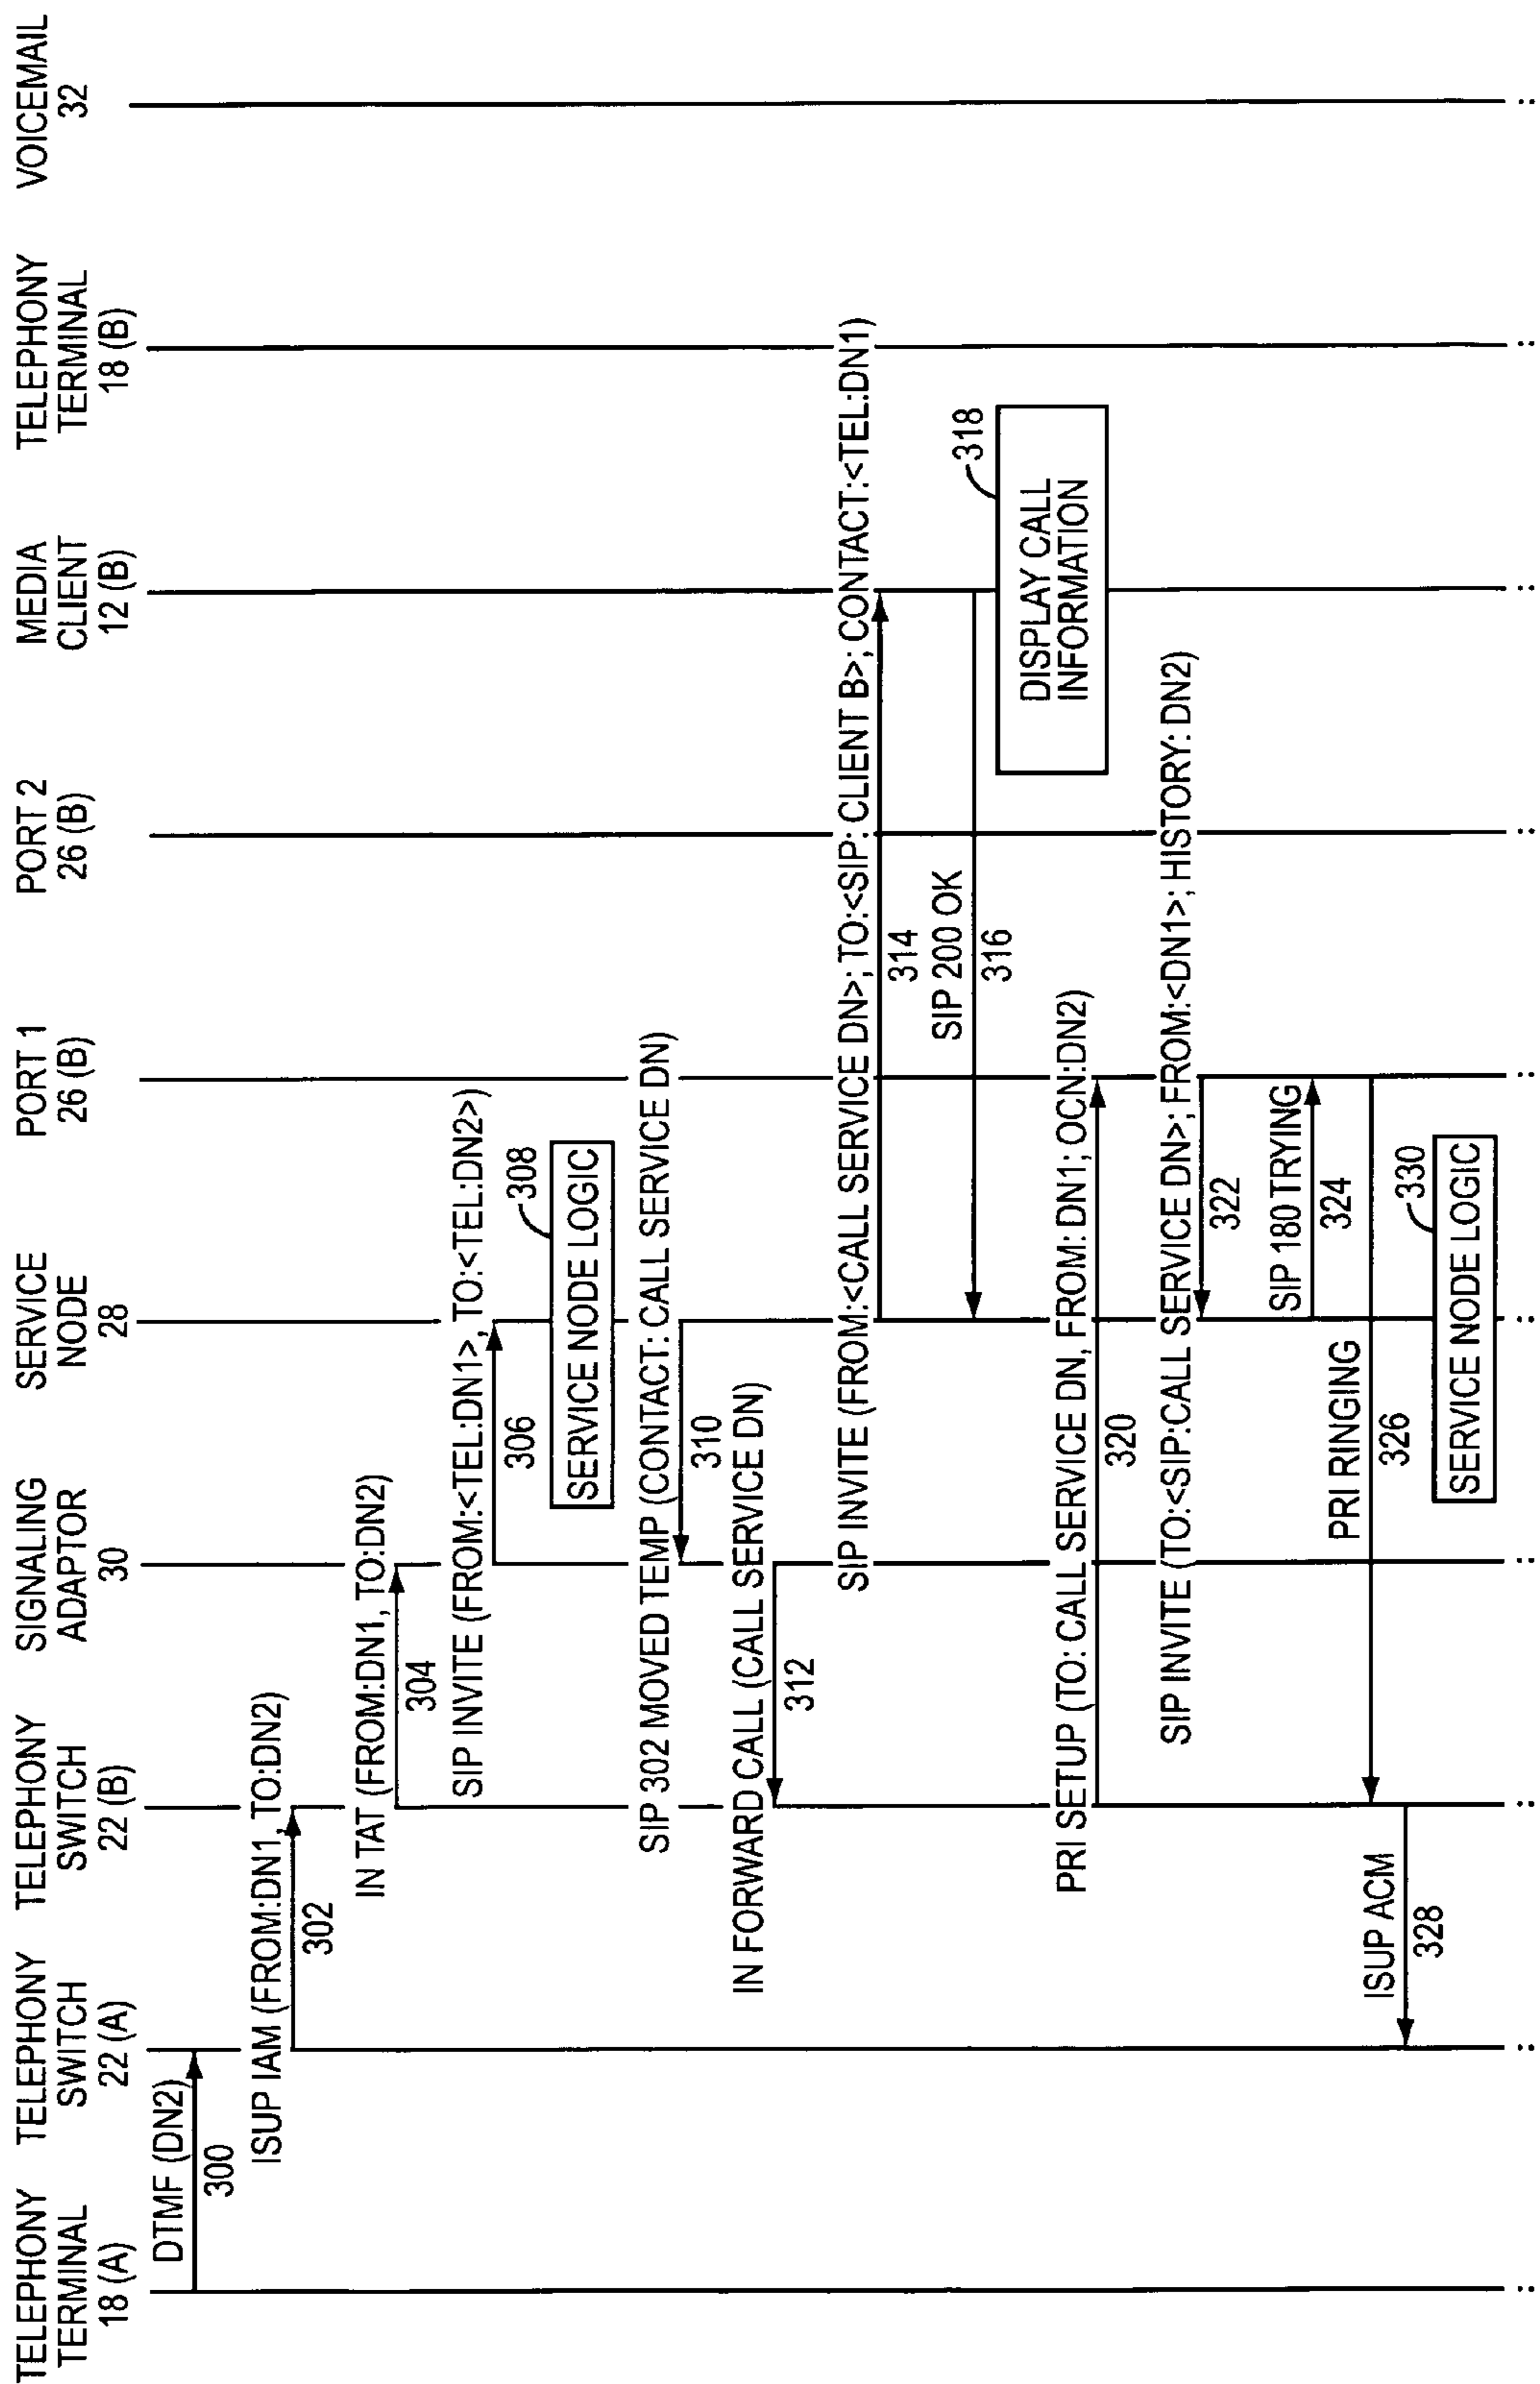 TELEPHONY
TERMINAL
18 (A)
TELEPHONY
SWITCH
22 (A)
TELEPHONY
SWITCH
22 (B)
SIGNALING
ADAPTOR
30
SERVICE
NODE
28
PORT 1
26 (B)
PORT 2
26 (B)
MEDIA
CLIENT
12 (B)
TELEPHONY
TERMINAL
18 (B)
VOICEMAIL
32
DTMF (DN2)
300
ISUP IAM (FROM:DN1, TO:DN2)
302
IN TAT (FROM:DN1, TO:DN2)
304
SIP INVITE (FROM:<TEL:DN1>, TO:<TEL:DN2>)
306
308
SERVICE NODE LOGIC
SIP 302 MOVED TEMP (CONTACT: CALL SERVICE DN)
310
IN FORWARD CALL (CALL SERVICE DN)
312
SIP INVITE (FROM:<CALL SERVICE DN>; TO:<SIP: CLIENT B>; CONTACT:<TEL:DN1)
314
SIP 200 OK
316
318
DISPLAY CALL
INFORMATION
PRI SETUP (TO: CALL SERVICE DN, FROM: DN1; OCN:DN2)
320
SIP INVITE (TO:<SIP:CALL SERVICE DN>; FROM:<DN1>; HISTORY: DN2)
322
SIP 180 TRYING
324
PRI RINGING
326
ISUP ACM
328
330
SERVICE NODE LOGIC